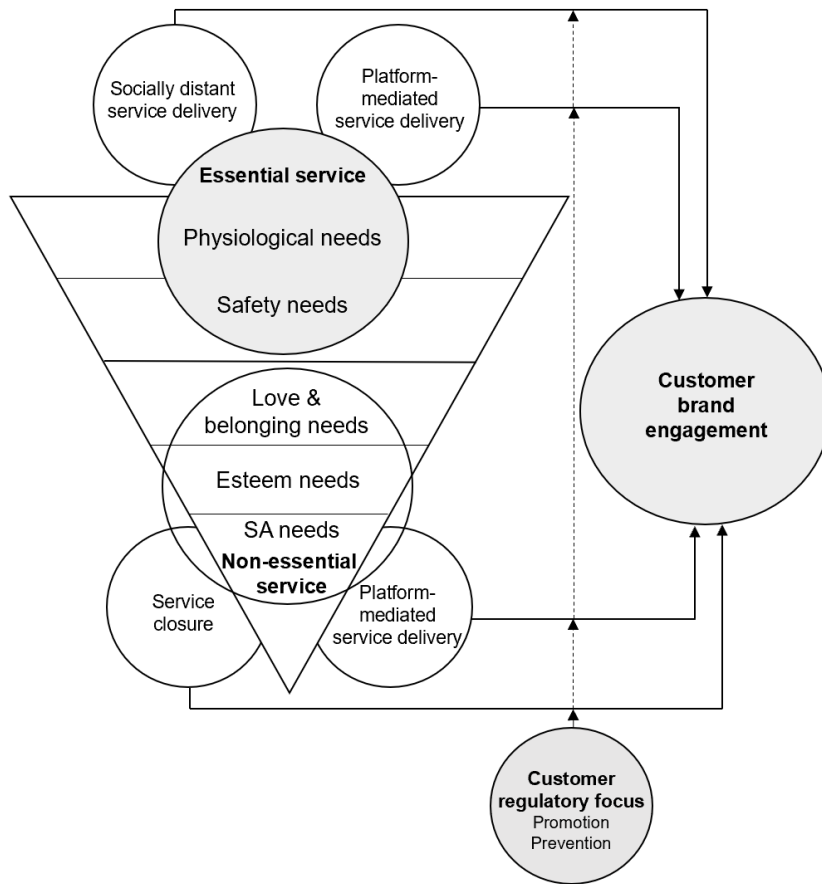 Socially distant
service delivery
Platform-
mediated
service delivery
Essential service
Physiological needs
Safety needs
Customer
brand
engagement
Love &
belonging needs
Esteem needs
SA needs
Non-essential
service
Service
closure
Platform-
mediated
service delivery
Customer
regulatory focus
Promotion
Prevention